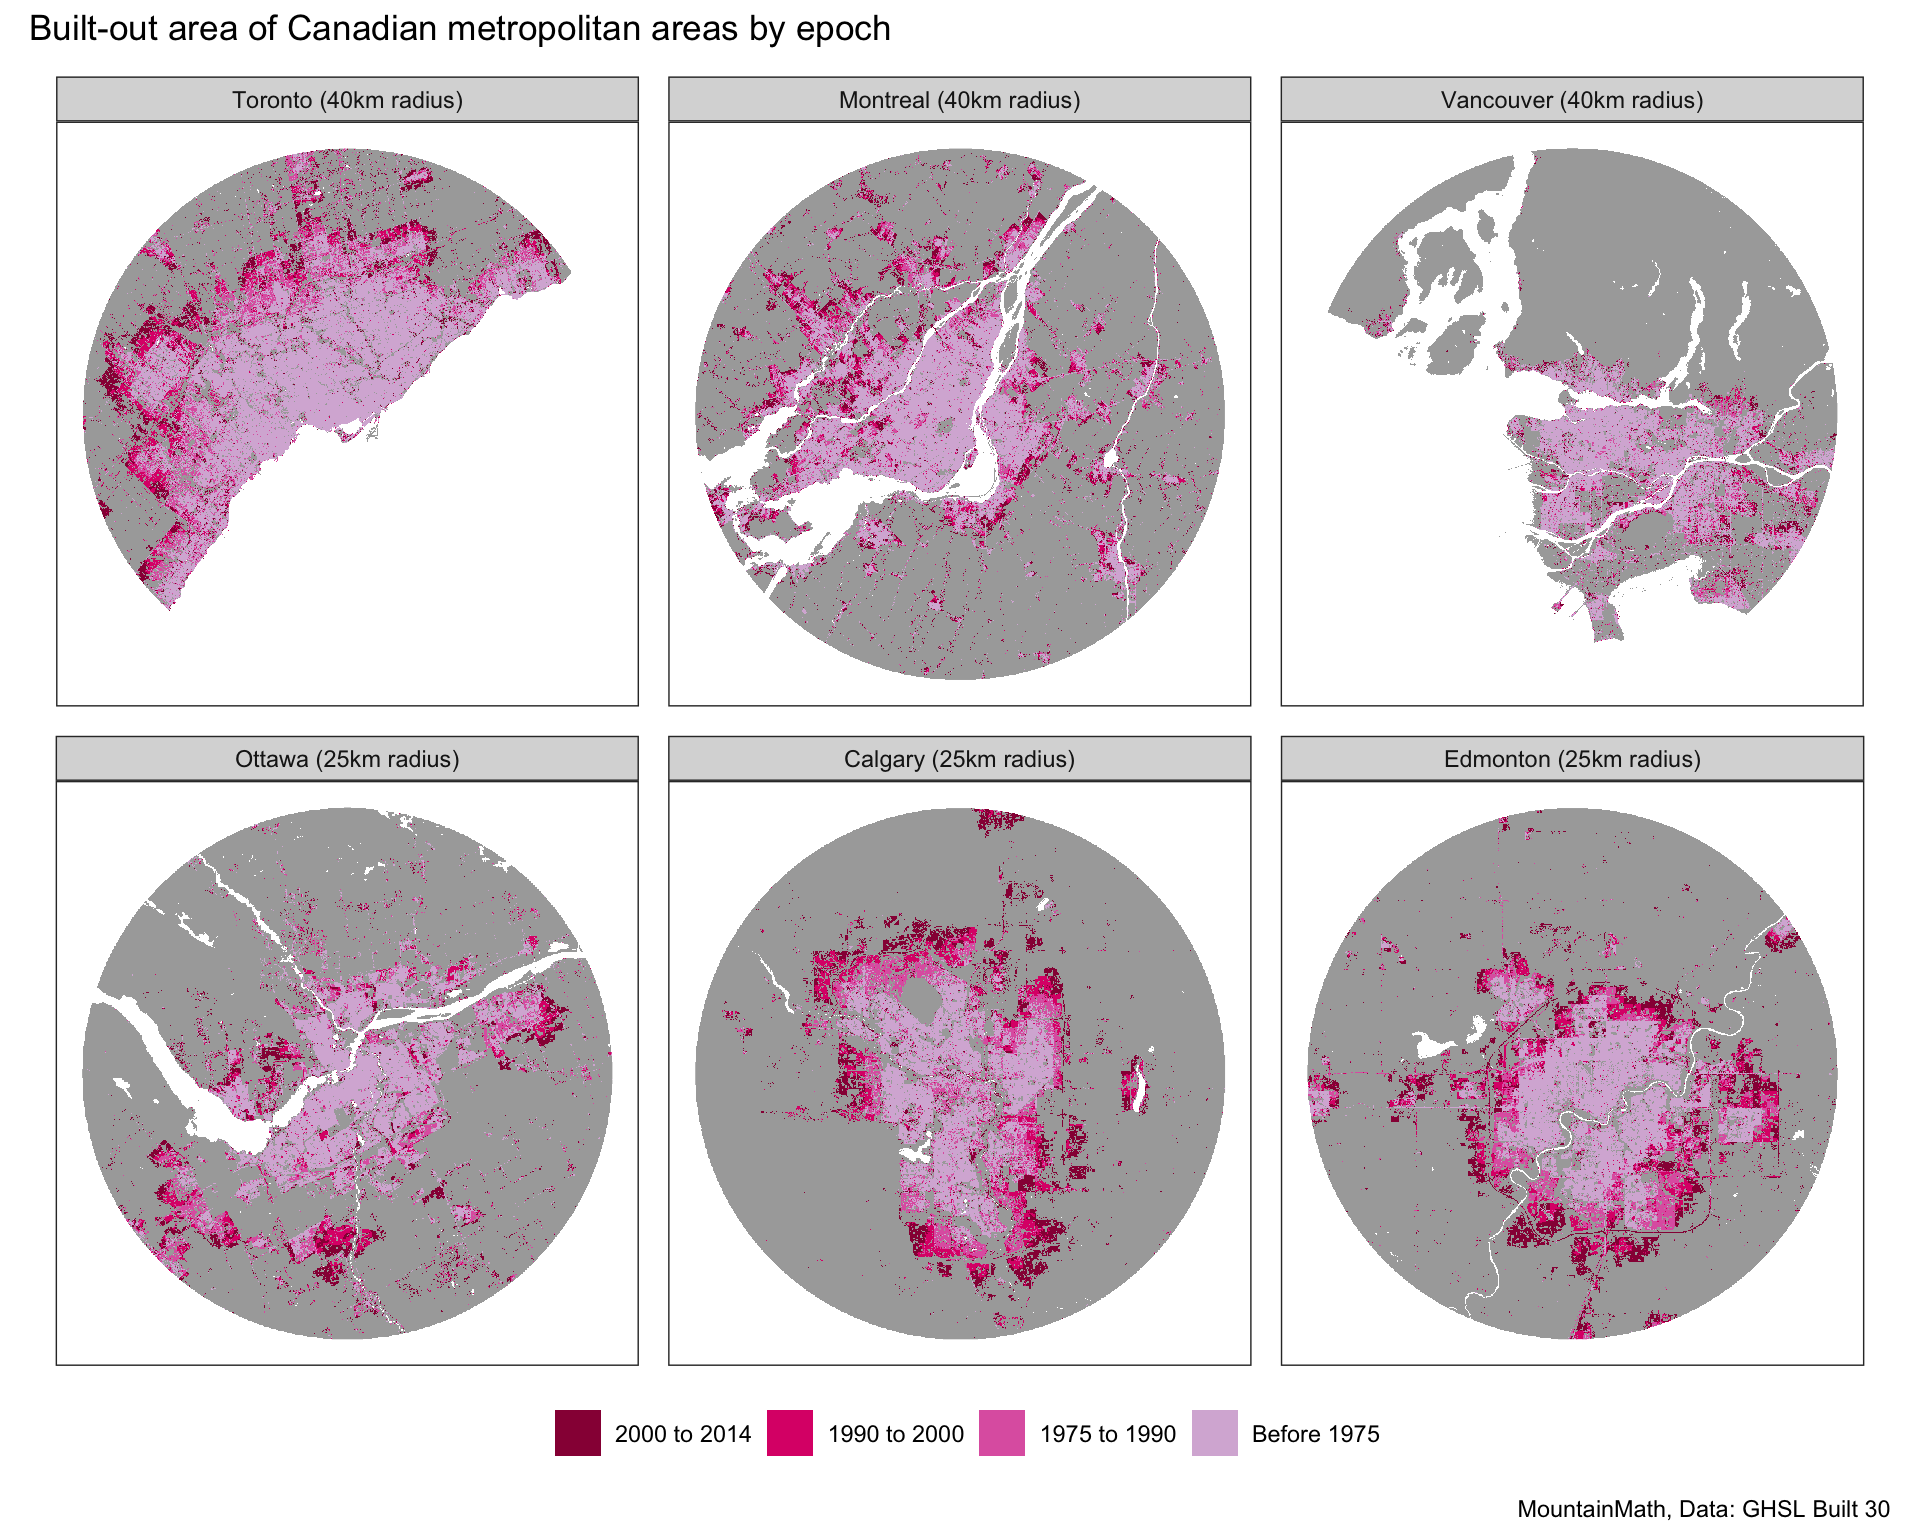 Built-out area of Canadian metropolitan areas by epoch
Toronto (40km radius)
Montreal (40km radius)
Vancouver (40km radius)
Ottawa (25km radius)
Calgary (25km radius)
Edmonton (25km radius)
2000 to 2014
1990 to 2000
1975 to 1990
Before 1975
MountainMath, Data: GHSL Built 30